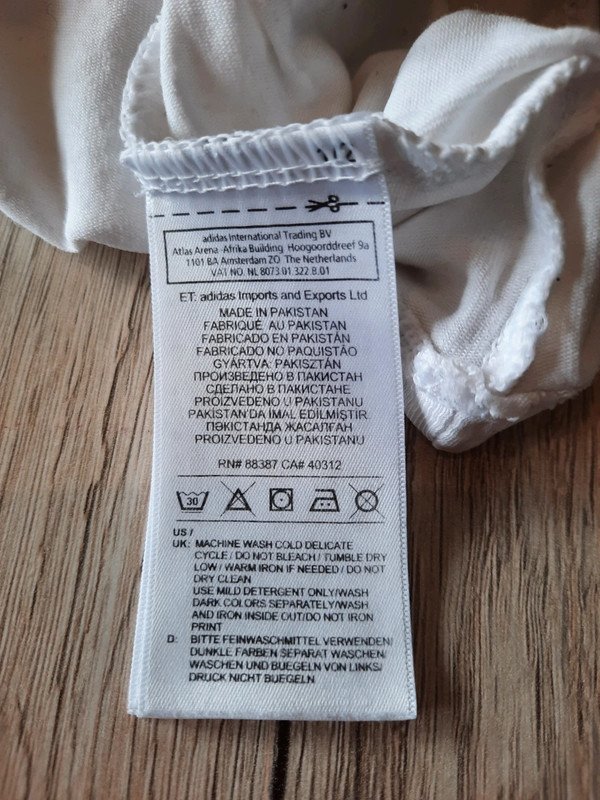 adidas International Trading BV
Atlas Arena -Afrika Building Hoogoorddreef 9a
1101 BA Amsterdam ZO The Netherlands
VAT NO. NL 8073.01.322.B.01
ET: adidas Imports and Exports Ltd
MADE IN PAKISTAN
FABRIQUÉ AU PAKISTAN
FABRICADO EN PAKISTÁN
FABRICADO NO PAQUISTÃO
GYÁRTVA: PAKISZTÁN
ПРОИЗВЕДЕНО В ПАКИСТАН
СДЕЛАНО В ПАКИСТАНЕ
PROIZVEDENO U PAKISTANU
PAKISTAN'DA IMAL EDİLMİŞTİR.
ПӘКІСТАНДА ЖАСАЛҒАН
PROIZVEDENO U PAKISTANU
RN# 88387 CA# 40312
30
US /
UK: MACHINE WASH COLD DELICATE
CYCLE / DO NOT BLEACH / TUMBLE DRY
LOW / WARM IRON IF NEEDED / DO NOT
DRY CLEAN
USE MILD DETERGENT ONLY/WASH
DARK COLORS SEPARATELY/WASH
AND IRON INSIDE OUT/DO NOT IRON
PRINT
D: BITTE FEINWASCHMITTEL VERWENDEN/
DUNKLE FARBEN SEPARAT WASCHEN/
WASCHEN UND BUEGELN VON LINKS/
DRUCK NICHT BUEGELN